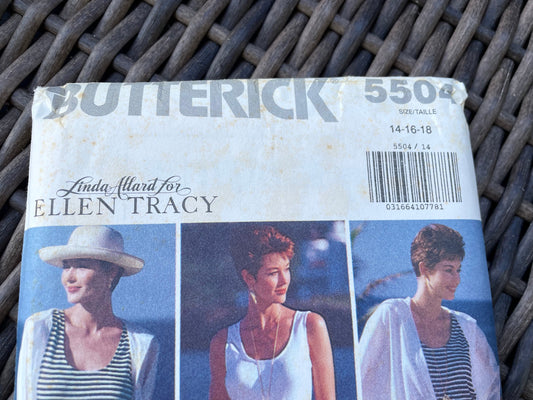 BUTTERICK® 5504
SIZE/TAILLE
14-16-18
5504 / 14
031664107781
Linda Allard for
ELLEN TRACY